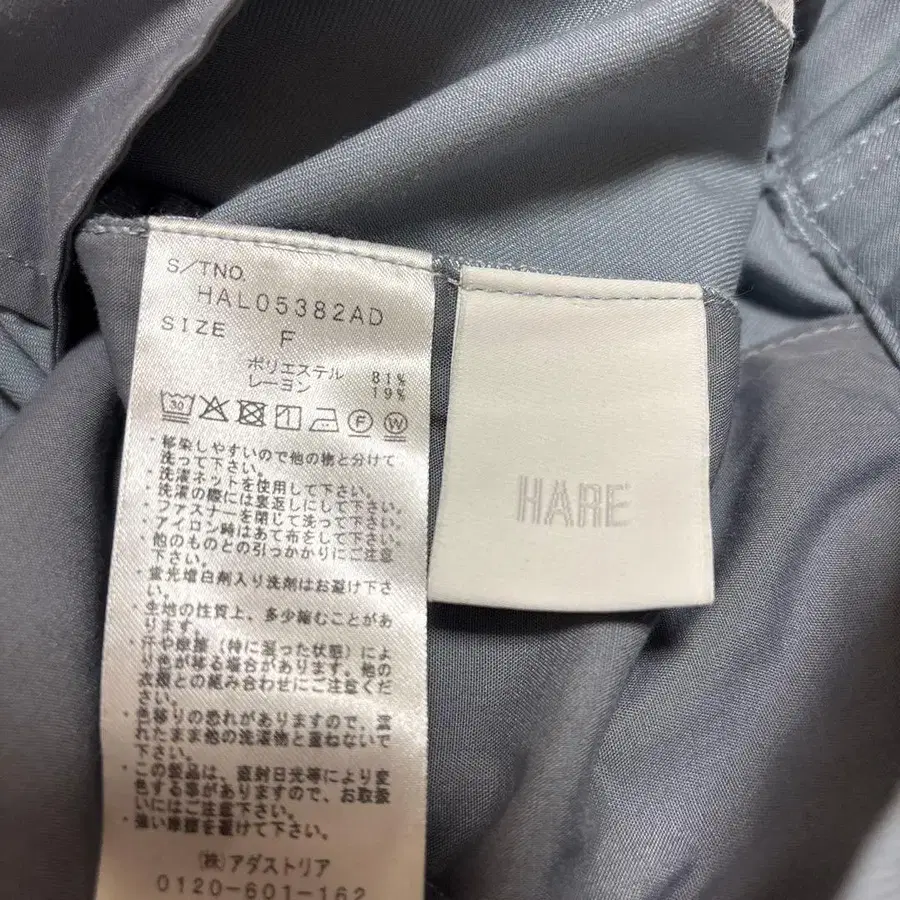 S/TNO.
HAL05382AD
SIZE F
ポリエステル 81%
レーヨン 19%
30 F W
・移染しやすいので他の物と分けて
洗って下さい。
・洗濯ネットを使用して下さい。
・洗濯の際には裏返しにして下さい。
・ファスナーを閉じて洗って下さい。
・アイロン時はあて布をして下さい。
・他のものとの引っかかりにご注意
下さい。
・蛍光増白剤入り洗剤はお避け下さ
い。
・生地の性質上、多少縮むことがあ
ります。
・汗や摩擦（特に湿った状態）によ
り色が移る場合があります。他の
衣類との組み合わせにご注意くだ
さい。
・色移りの恐れがありますので、濡
れたまま他の洗濯物と重ねないで
下さい。
・この製品は、直射日光等により変
色する等がありますので、お取扱
いにはご注意下さい。
・強い摩擦を避けて下さい。
(株)アダストリア
0120-601-162
HARE